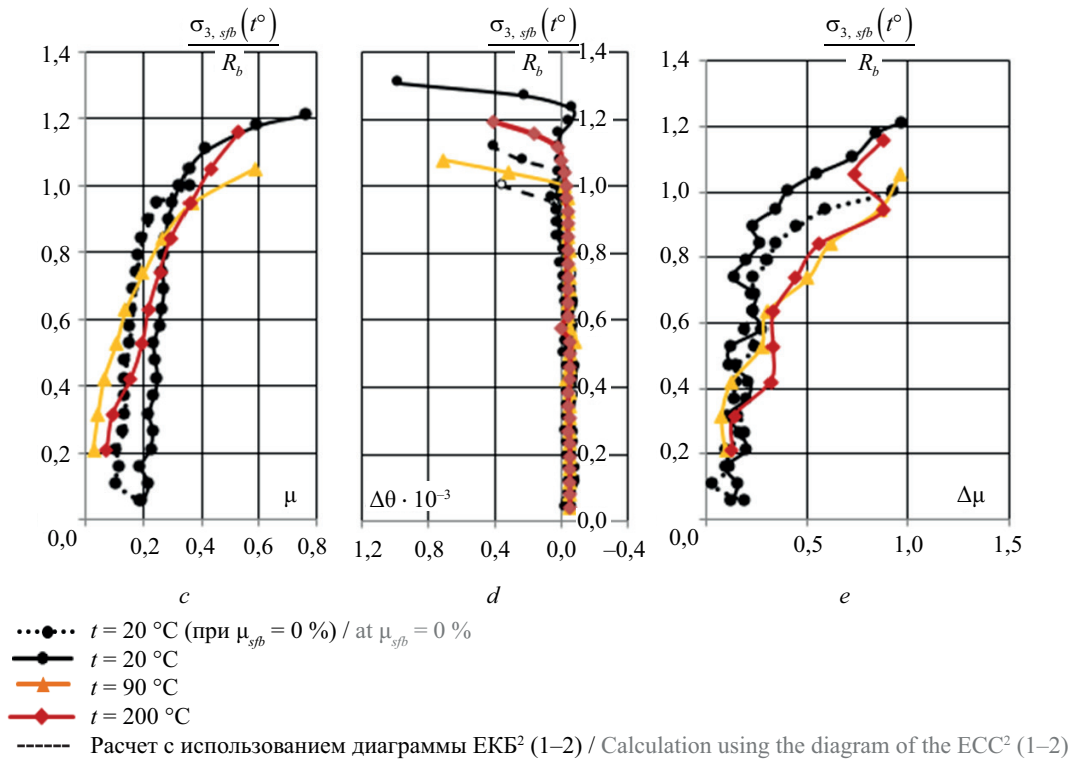 σ3, sfb (t°)
Rb
1,4
1,2
1,0
0,8
0,6
0,4
0,2
0,0
0,2
0,4
0,6
0,8
μ
c
σ3, sfb (t°)
Rb
1,4
1,2
1,0
0,8
0,6
0,4
0,2
0,0
Δθ · 10–3
1,2
0,8
0,4
0,0
–0,4
d
σ3, sfb (t°)
Rb
1,4
1,2
1,0
0,8
0,6
0,4
0,2
0,0
0,5
1,0
1,5
Δμ
e
t = 20 °C (при μsfb = 0 %) / at μsfb = 0 %
t = 20 °C
t = 90 °C
t = 200 °C
Расчет с использованием диаграммы ЕКБ² (1–2) / Calculation using the diagram of the ECC² (1–2)